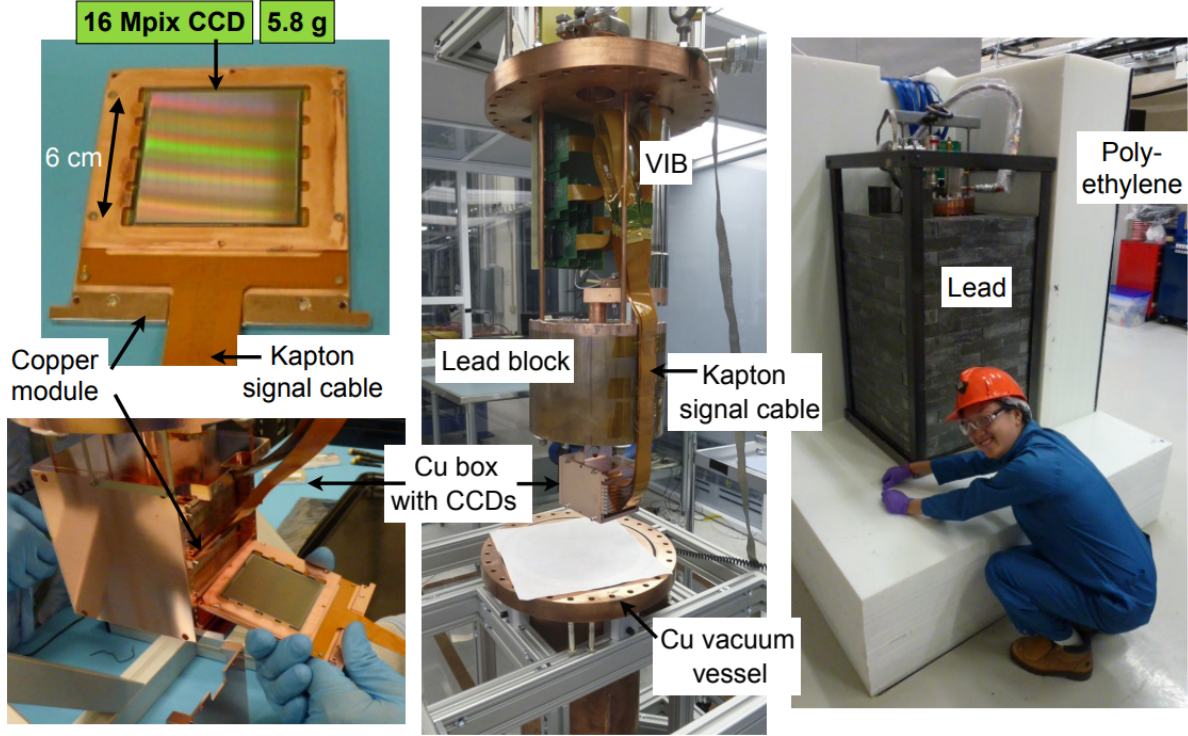 16 Mpix CCD
5.8 g
6 cm
Copper
module
Kapton
signal cable
VIB
Lead block
Kapton
signal cable
Cu box
with CCDs
Cu vacuum
vessel
Poly-
ethylene
Lead